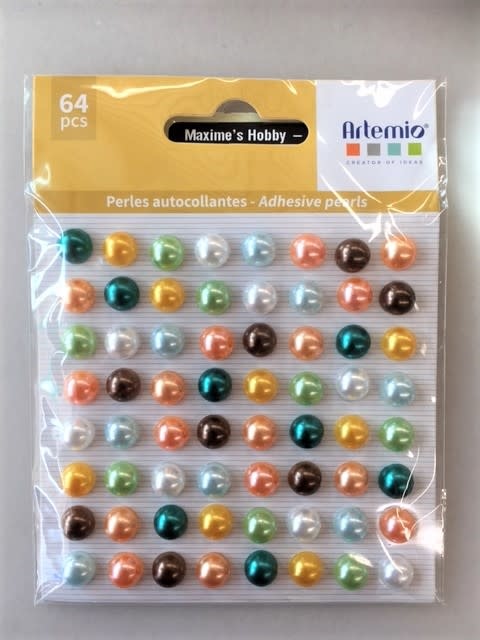 64
pcs
Maxime's Hobby –
Artemio®
CREATOR OF IDEAS
Perles autocollantes - Adhesive pearls